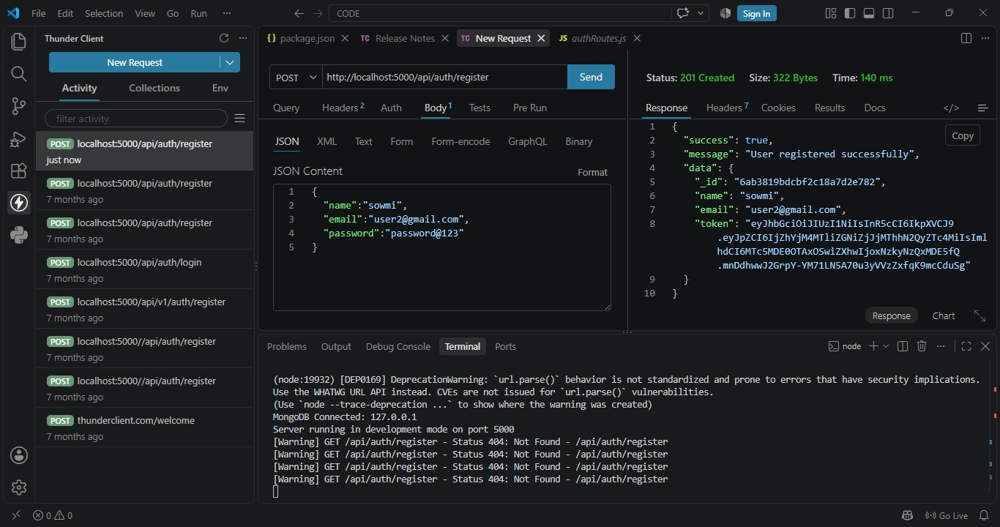 File Edit Selection View Go Run ···
CODE
Sign In
Thunder Client
New Request
Activity Collections Env
filter activity
POST localhost:5000/api/auth/register
just now
POST localhost:5000/api/auth/register
7 months ago
POST localhost:5000/api/auth/register
7 months ago
POST localhost:5000/api/auth/login
7 months ago
POST localhost:5000/api/v1/auth/register
7 months ago
POST localhost:5000//api/auth/register
7 months ago
POST localhost:5000//api/auth/register
7 months ago
POST thunderclient.com/welcome
7 months ago
{} package.json TC Release Notes TC New Request JS authRoutes.js
POST http://localhost:5000/api/auth/register Send
Query Headers 2 Auth Body 1 Tests Pre Run
JSON XML Text Form Form-encode GraphQL Binary
JSON Content Format
1 {
2 "name":"sowmi",
3 "email":"user2@gmail.com",
4 "password":"password@123"
5 }
Status: 201 Created Size: 322 Bytes Time: 140 ms
Response Headers 7 Cookies Results Docs </>
Copy
1 {
2 "success": true,
3 "message": "User registered successfully",
4 "data": {
5 "_id": "6ab3819bdcbf2c18a7d2e782",
6 "name": "sowmi",
7 "email": "user2@gmail.com",
8 "token": "eyJhbGciOiJIUzI1NiIsInR5cCI6IkpXVCJ9
.eyJpZCI6IjZhYjM4MTliZGNiZjJjMThhN2QyZTc4MiIsIml
hdCI6MTc5MDE0OTAxOSwiZXhwIjoxNzkyNzQxMDE5fQ
.mnDdhwwJ2GrpY-YM71LN5A70u3yVVzZxfqK9mcCduSg"
9 }
10 }
Response Chart
Problems Output Debug Console Terminal Ports
node
(node:19932) [DEP0169] DeprecationWarning: `url.parse()` behavior is not standardized and prone to errors that have security implications.
Use the WHATWG URL API instead. CVEs are not issued for `url.parse()` vulnerabilities.
(Use `node --trace-deprecation ...` to show where the warning was created)
MongoDB Connected: 127.0.0.1
Server running in development mode on port 5000
[Warning] GET /api/auth/register - Status 404: Not Found - /api/auth/register
[Warning] GET /api/auth/register - Status 404: Not Found - /api/auth/register
[Warning] GET /api/auth/register - Status 404: Not Found - /api/auth/register
[Warning] GET /api/auth/register - Status 404: Not Found - /api/auth/register
0 0
Go Live